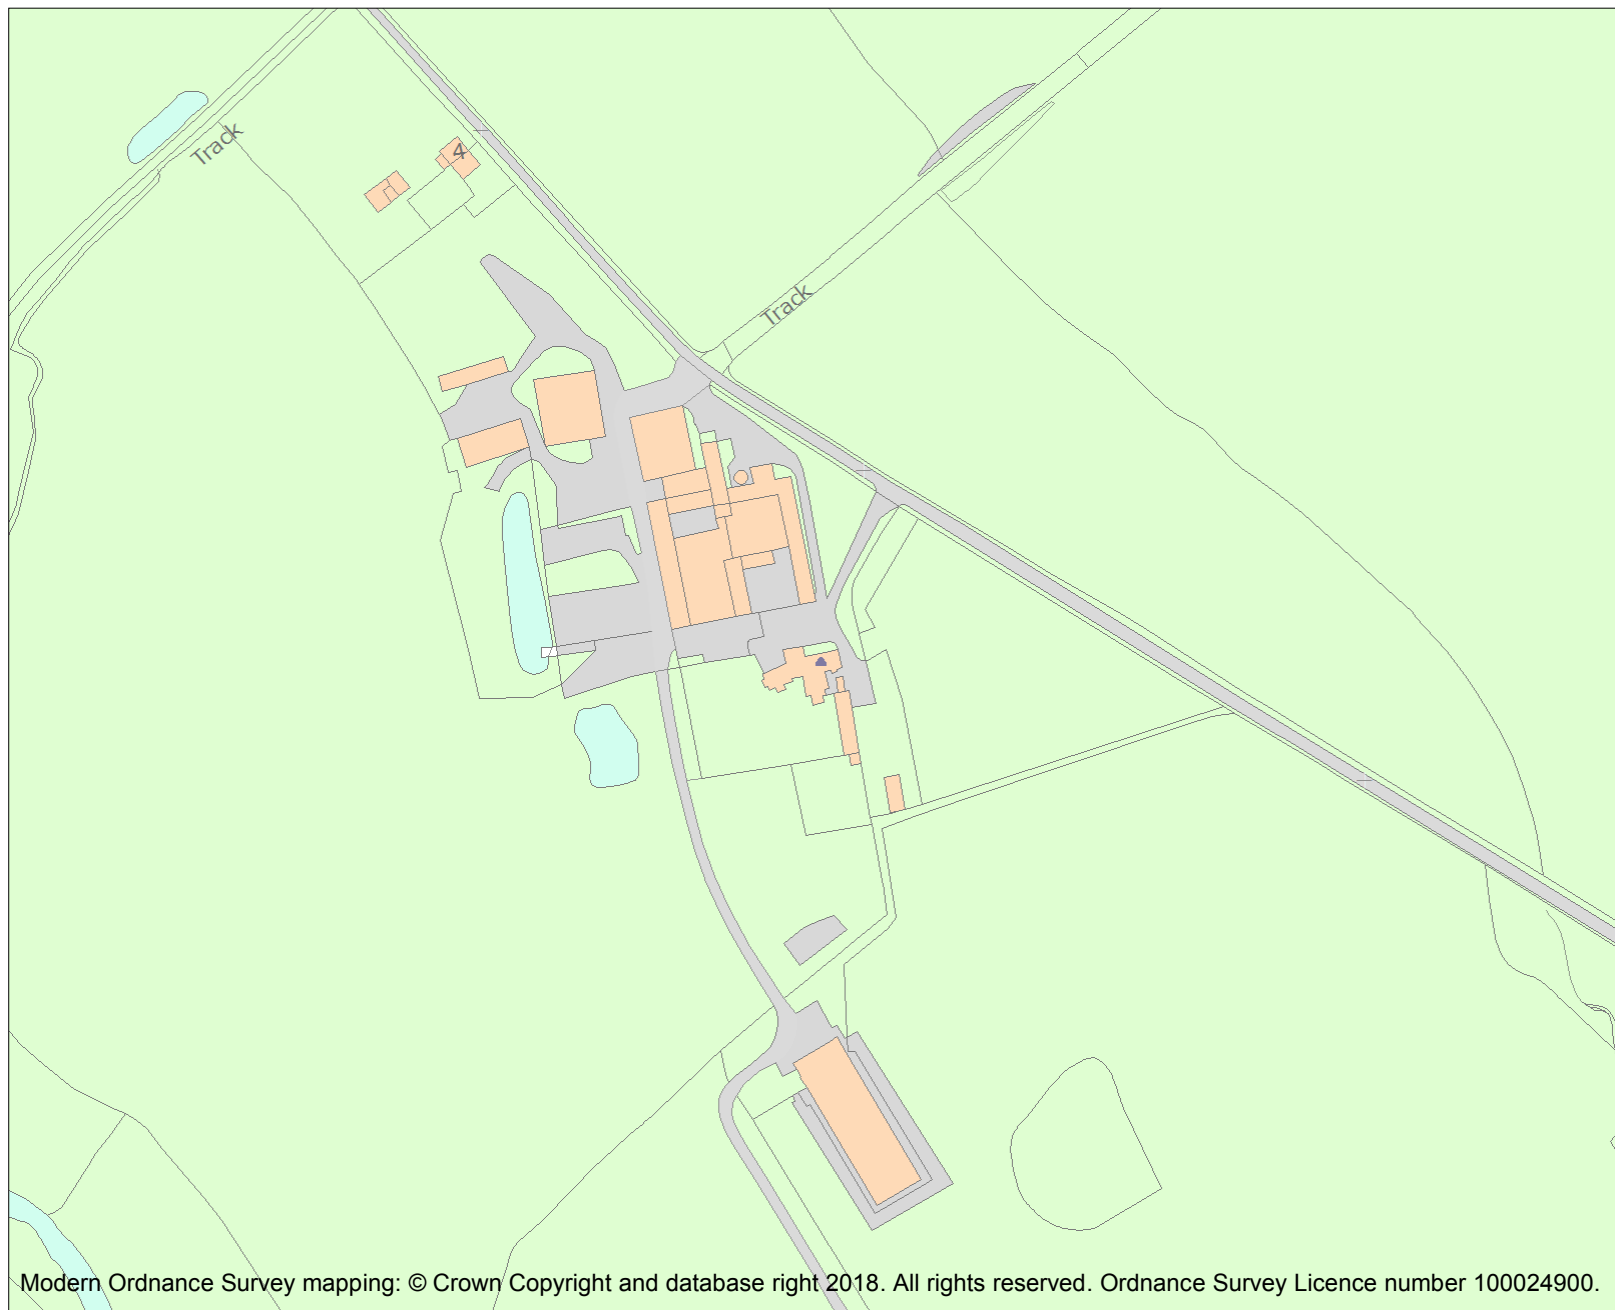 Track
4
Track
Modern Ordnance Survey mapping: © Crown Copyright and database right 2018. All rights reserved. Ordnance Survey Licence number 100024900.